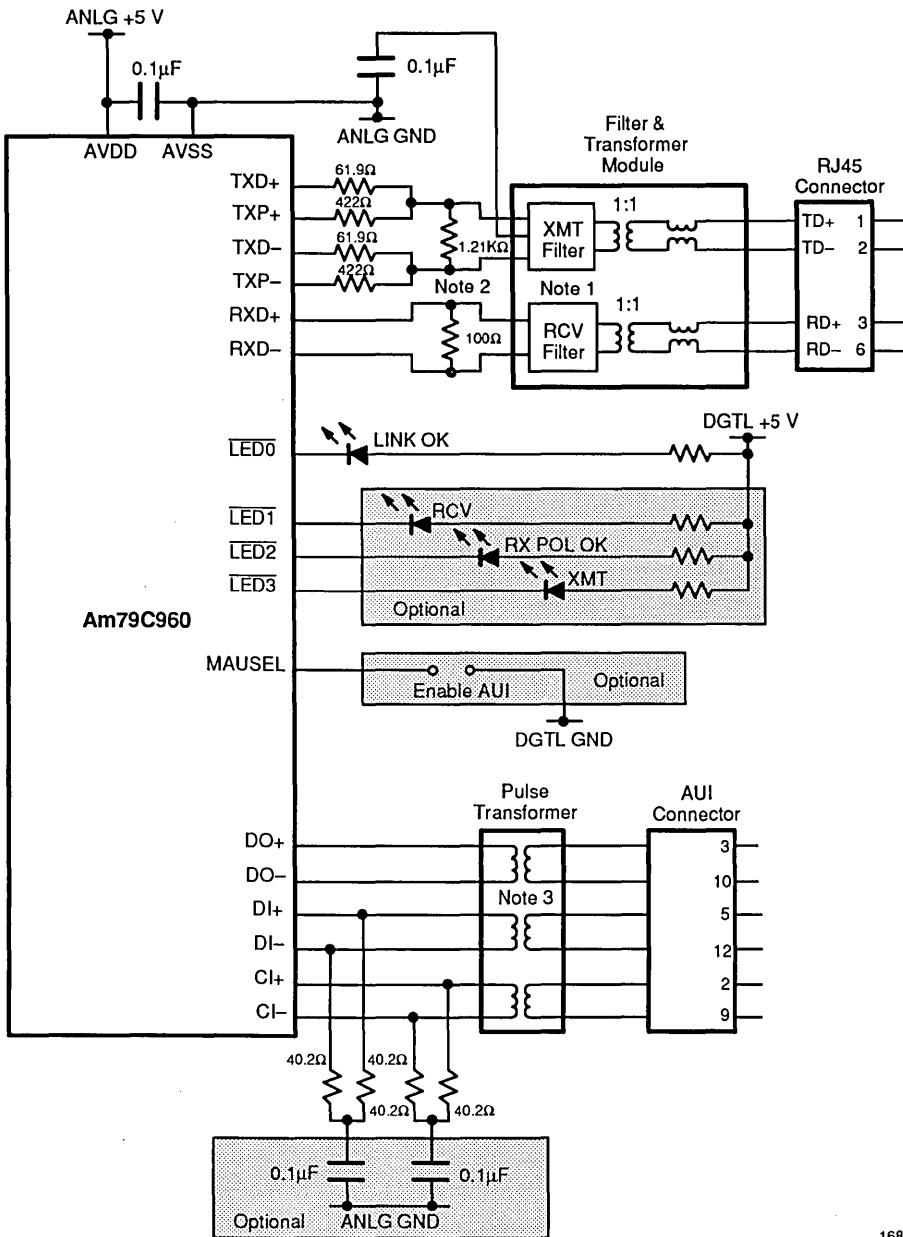 ANLG +5 V
0.1µF
0.1µF
ANLG GND
AVDD AVSS
Filter &
Transformer
Module
RJ45
Connector
TXD+ 61.9Ω
TXP+ 422Ω
TXD- 61.9Ω
TXP- 422Ω
1.21KΩ
XMT
Filter
1:1
TD+ 1
TD- 2
Note 2
Note 1
RXD+
RXD-
100Ω
RCV
Filter
1:1
RD+ 3
RD- 6
DGTL +5 V
LED0 LINK OK
LED1 RCV
LED2 RX POL OK
LED3 XMT
Optional
Am79C960
MAUSEL
Enable AUI
Optional
DGTL GND
Pulse
Transformer
AUI
Connector
DO+ 3
DO- 10
Note 3
DI+ 5
DI- 12
CI+ 2
CI- 9
40.2Ω
40.2Ω
40.2Ω
40.2Ω
0.1µF
0.1µF
Optional
ANLG GND
168